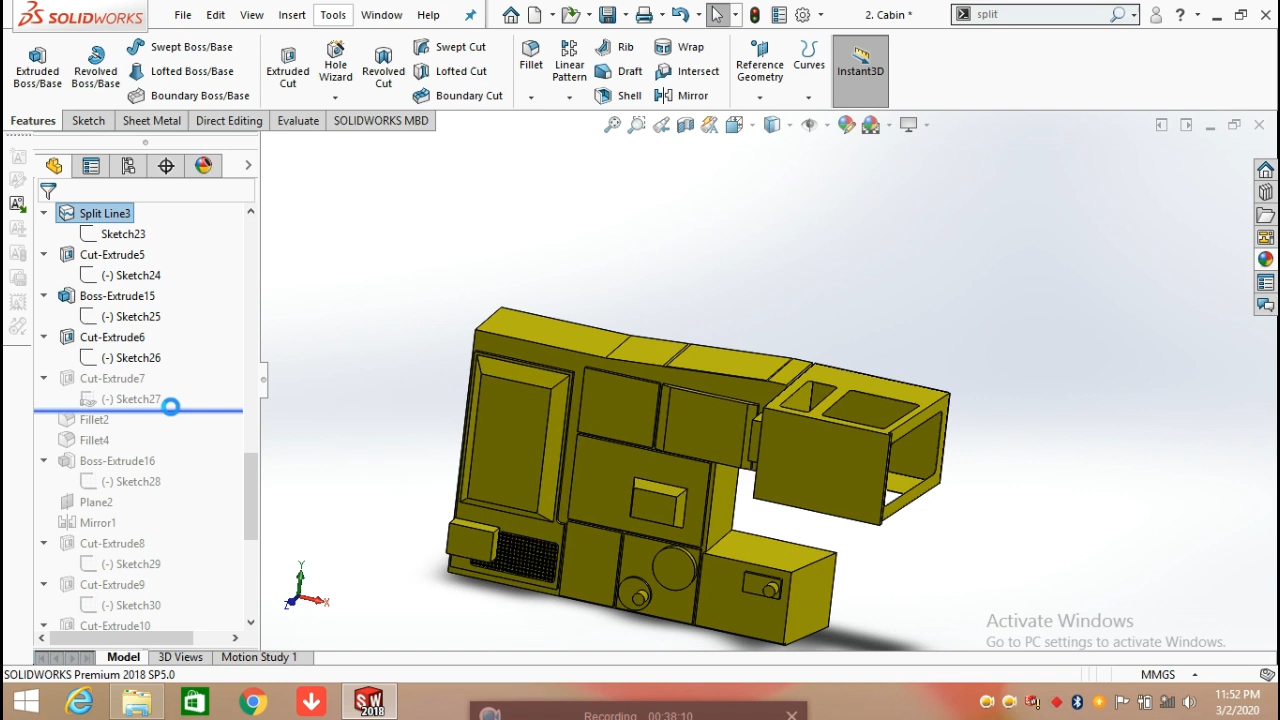 SOLIDWORKS File Edit View Insert Tools Window Help 2. Cabin * split
Extruded Boss/Base Revolved Boss/Base Swept Boss/Base Lofted Boss/Base Boundary Boss/Base Extruded Cut Hole Wizard Revolved Cut Swept Cut Lofted Cut Boundary Cut Fillet Linear Pattern Rib Draft Shell Wrap Intersect Mirror Reference Geometry Curves Instant3D
Features Sketch Sheet Metal Direct Editing Evaluate SOLIDWORKS MBD
Split Line3
Sketch23
Cut-Extrude5
(-) Sketch24
Boss-Extrude15
(-) Sketch25
Cut-Extrude6
(-) Sketch26
Cut-Extrude7
(-) Sketch27
Fillet2
Fillet4
Boss-Extrude16
(-) Sketch28
Plane2
Mirror1
Cut-Extrude8
(-) Sketch29
Cut-Extrude9
(-) Sketch30
Cut-Extrude10
Y
X
Z
Activate Windows
Go to PC settings to activate Windows.
Model 3D Views Motion Study 1
SOLIDWORKS Premium 2018 SP5.0 MMGS
SW 2018
Recording 00:38:10
11:52 PM
3/2/2020